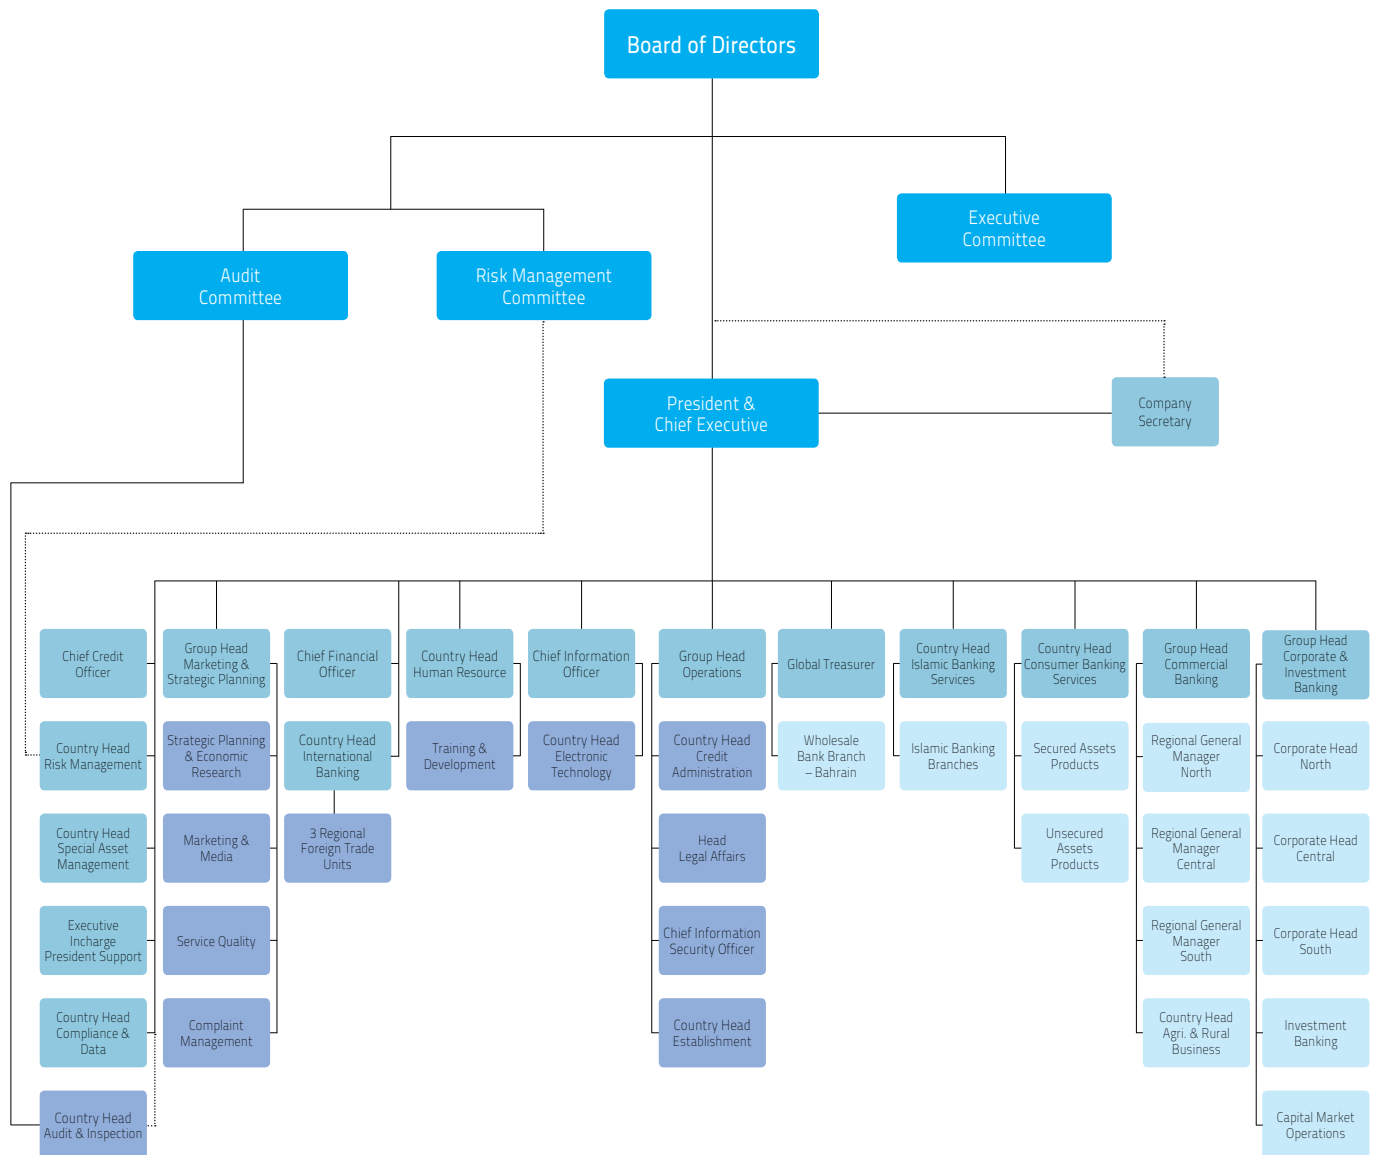 Board of Directors
Executive
Committee
Audit
Committee
Risk Management
Committee
President &
Chief Executive
Company
Secretary
Chief Credit
Officer
Group Head
Marketing &
Strategic Planning
Chief Financial
Officer
Country Head
Human Resource
Chief Information
Officer
Group Head
Operations
Global Treasurer
Country Head
Islamic Banking
Services
Country Head
Consumer Banking
Services
Group Head
Commercial
Banking
Group Head
Corporate &
Investment
Banking
Country Head
Risk Management
Strategic Planning
& Economic
Research
Country Head
International
Banking
Training &
Development
Country Head
Electronic
Technology
Country Head
Credit
Administration
Wholesale
Bank Branch
– Bahrain
Islamic Banking
Branches
Secured Assets
Products
Regional General
Manager
North
Corporate Head
North
Country Head
Special Asset
Management
Marketing &
Media
3 Regional
Foreign Trade
Units
Head
Legal Affairs
Unsecured
Assets
Products
Regional General
Manager
Central
Corporate Head
Central
Executive
Incharge
President Support
Service Quality
Chief Information
Security Officer
Regional General
Manager
South
Corporate Head
South
Country Head
Compliance &
Data
Complaint
Management
Country Head
Establishment
Country Head
Agri. & Rural
Business
Investment
Banking
Country Head
Audit & Inspection
Capital Market
Operations